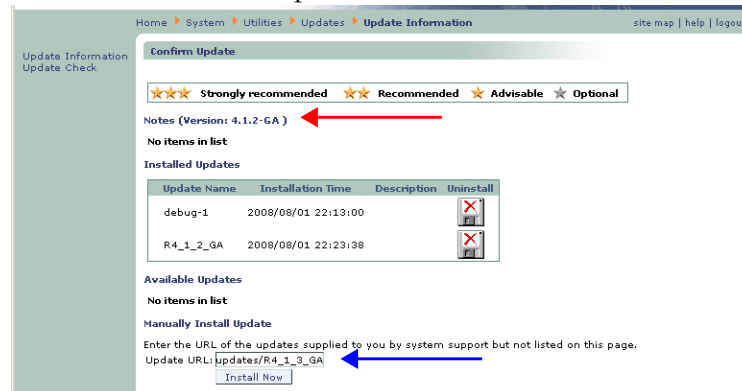 Home System Utilities Updates Update Information site map | help | logou
Update Information
Update Check
Confirm Update
Strongly recommended Recommended Advisable Optional
Notes (Version: 4.1.2-GA )
No items in list
Installed Updates
Update Name Installation Time Description Uninstall
debug-1 2008/08/01 22:13:00
R4_1_2_GA 2008/08/01 22:23:38
Available Updates
No items in list
Manually Install Update
Enter the URL of the updates supplied to you by system support but not listed on this page.
Update URL: updates/R4_1_3_GA
Install Now